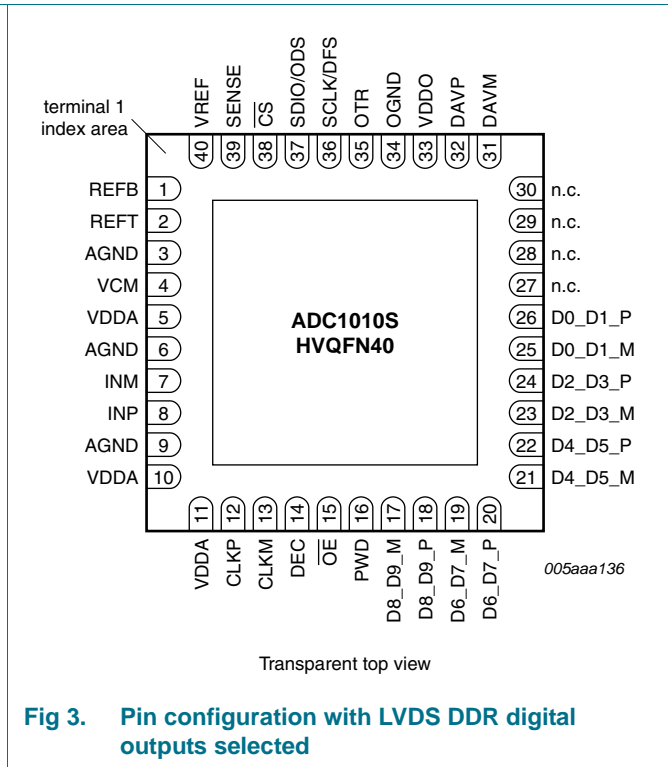 terminal 1
index area
VREF
SENSE
CS
SDIO/ODS
SCLK/DFS
OTR
OGND
VDDO
DAVP
DAVM
40
39
38
37
36
35
34
33
32
31
REFB 1
REFT 2
AGND 3
VCM 4
VDDA 5
AGND 6
INM 7
INP 8
AGND 9
VDDA 10
ADC1010S
HVQFN40
30 n.c.
29 n.c.
28 n.c.
27 n.c.
26 D0_D1_P
25 D0_D1_M
24 D2_D3_P
23 D2_D3_M
22 D4_D5_P
21 D4_D5_M
11
12
13
14
15
16
17
18
19
20
VDDA
CLKP
CLKM
DEC
OE
PWD
D8_D9_M
D8_D9_P
D6_D7_M
D6_D7_P
005aaa136
Transparent top view
Fig 3. Pin configuration with LVDS DDR digital
outputs selected